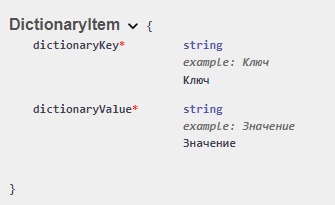 DictionaryItem {
dictionaryKey* string
example: Ключ
Ключ
dictionaryValue* string
example: Значение
Значение
}